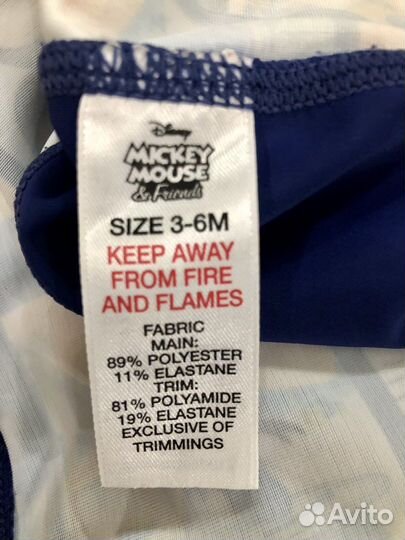 Disney
MICKEY
MOUSE
& Friends
SIZE 3-6M
KEEP AWAY
FROM FIRE
AND FLAMES
FABRIC
MAIN:
89% POLYESTER
11% ELASTANE
TRIM:
81% POLYAMIDE
19% ELASTANE
EXCLUSIVE OF
TRIMMINGS
Avito